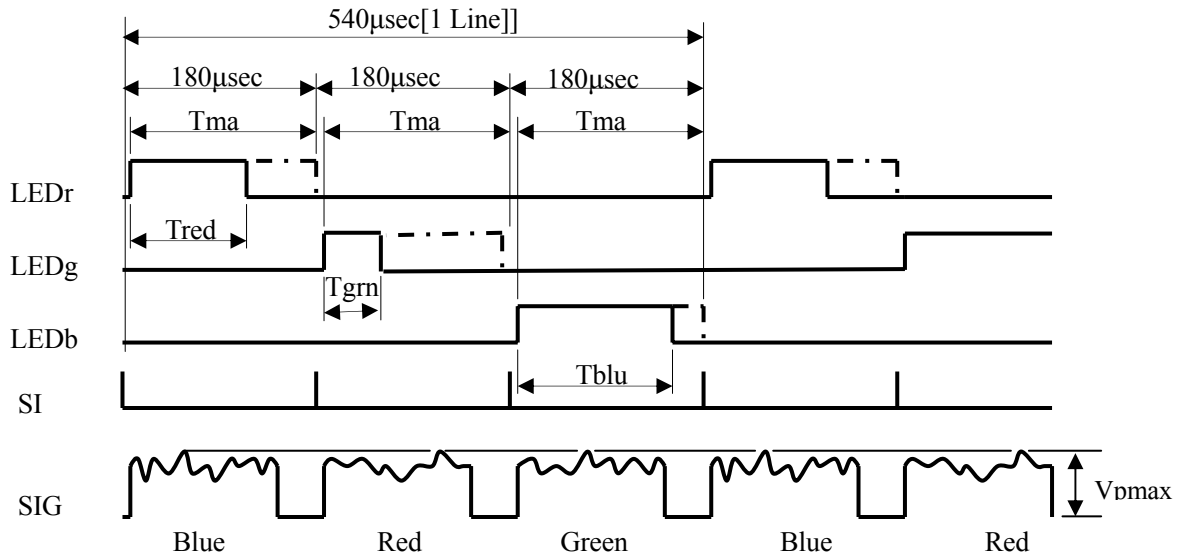 540μsec[1 Line]]
180μsec 180μsec 180μsec
Tma Tma Tma
LEDr
Tred
LEDg
Tgrn
LEDb
Tblu
SI
SIG
Vpmax
Blue Red Green Blue Red